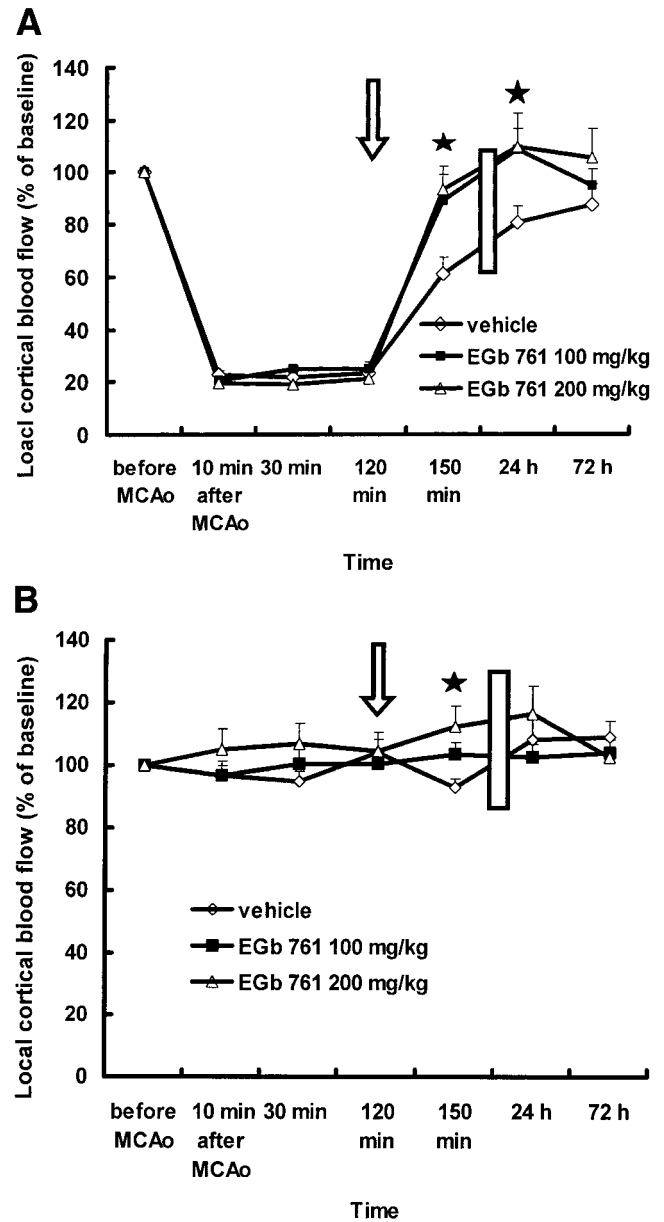 A
Loacl cortical blood flow (% of baseline)
140
120
100
80
60
40
20
0
vehicle
EGb 761 100 mg/kg
EGb 761 200 mg/kg
before
MCAo
10 min
after
MCAo
30 min
120
min
150
min
24 h
72 h
Time
B
Local cortical blood flow (% of baseline)
140
120
100
80
60
40
20
0
vehicle
EGb 761 100 mg/kg
EGb 761 200 mg/kg
before
MCAo
10 min
after
MCAo
30 min
120
min
150
min
24 h
72 h
Time